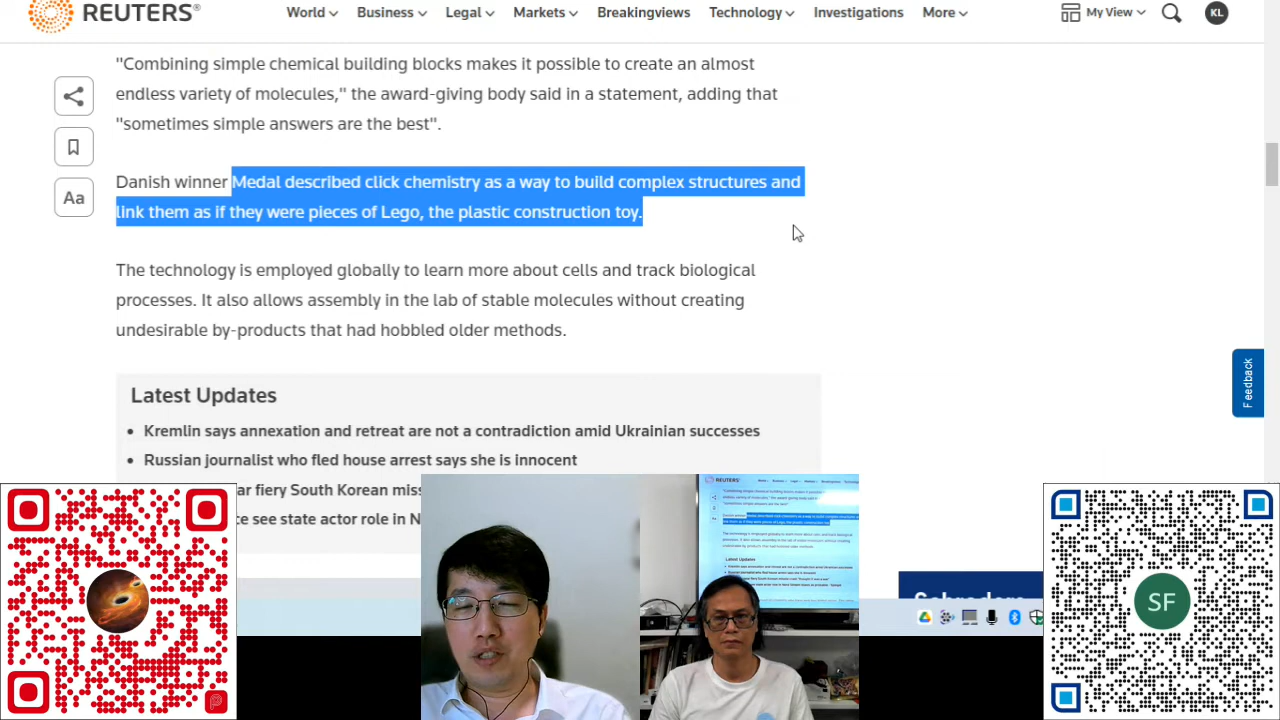 REUTERS®
World
Business
Legal
Markets
Breakingviews
Technology
Investigations
More
My View
KL
"Combining simple chemical building blocks makes it possible to create an almost
endless variety of molecules," the award-giving body said in a statement, adding that
"sometimes simple answers are the best".
Aa
Danish winner Medal described click chemistry as a way to build complex structures and
link them as if they were pieces of Lego, the plastic construction toy.
The technology is employed globally to learn more about cells and track biological
processes. It also allows assembly in the lab of stable molecules without creating
undesirable by-products that had hobbled older methods.
Feedback
Latest Updates
Kremlin says annexation and retreat are not a contradiction amid Ukrainian successes
Russian journalist who fled house arrest says she is innocent
ar fiery South Korean miss
te see state actor role in N
SF